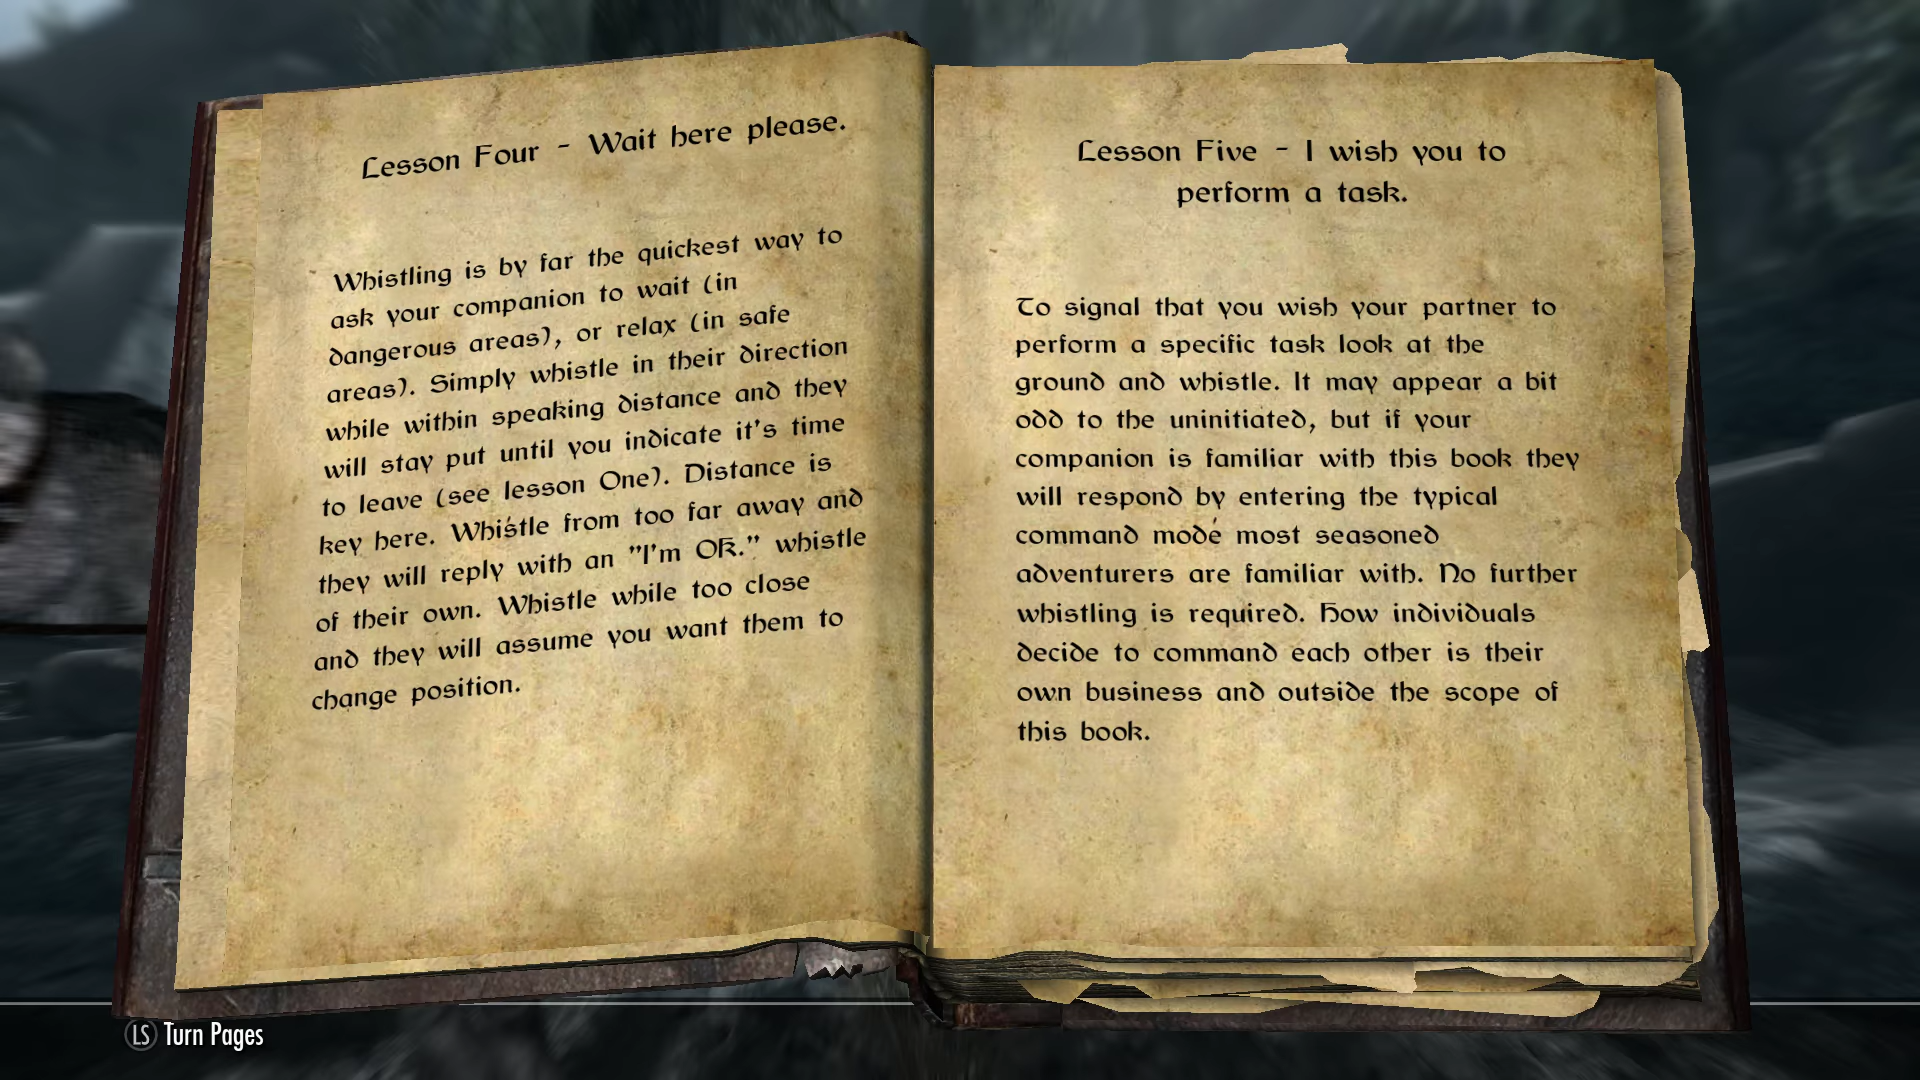 Lesson Four - Wait here please.
Whistling is by far the quickest way to
ask your companion to wait (in
dangerous areas), or relax (in safe
areas). Simply whistle in their direction
while within speaking distance and they
will stay put until you indicate it's time
to leave (see lesson One). Distance is
key here. Whistle from too far away and
they will reply with an "I'm OK." whistle
of their own. Whistle while too close
and they will assume you want them to
change position.
Lesson Five - I wish you to
perform a task.
To signal that you wish your partner to
perform a specific task look at the
ground and whistle. It may appear a bit
odd to the uninitiated, but if your
companion is familiar with this book they
will respond by entering the typical
command mode most seasoned
adventurers are familiar with. No further
whistling is required. How individuals
decide to command each other is their
own business and outside the scope of
this book.
LS Turn Pages